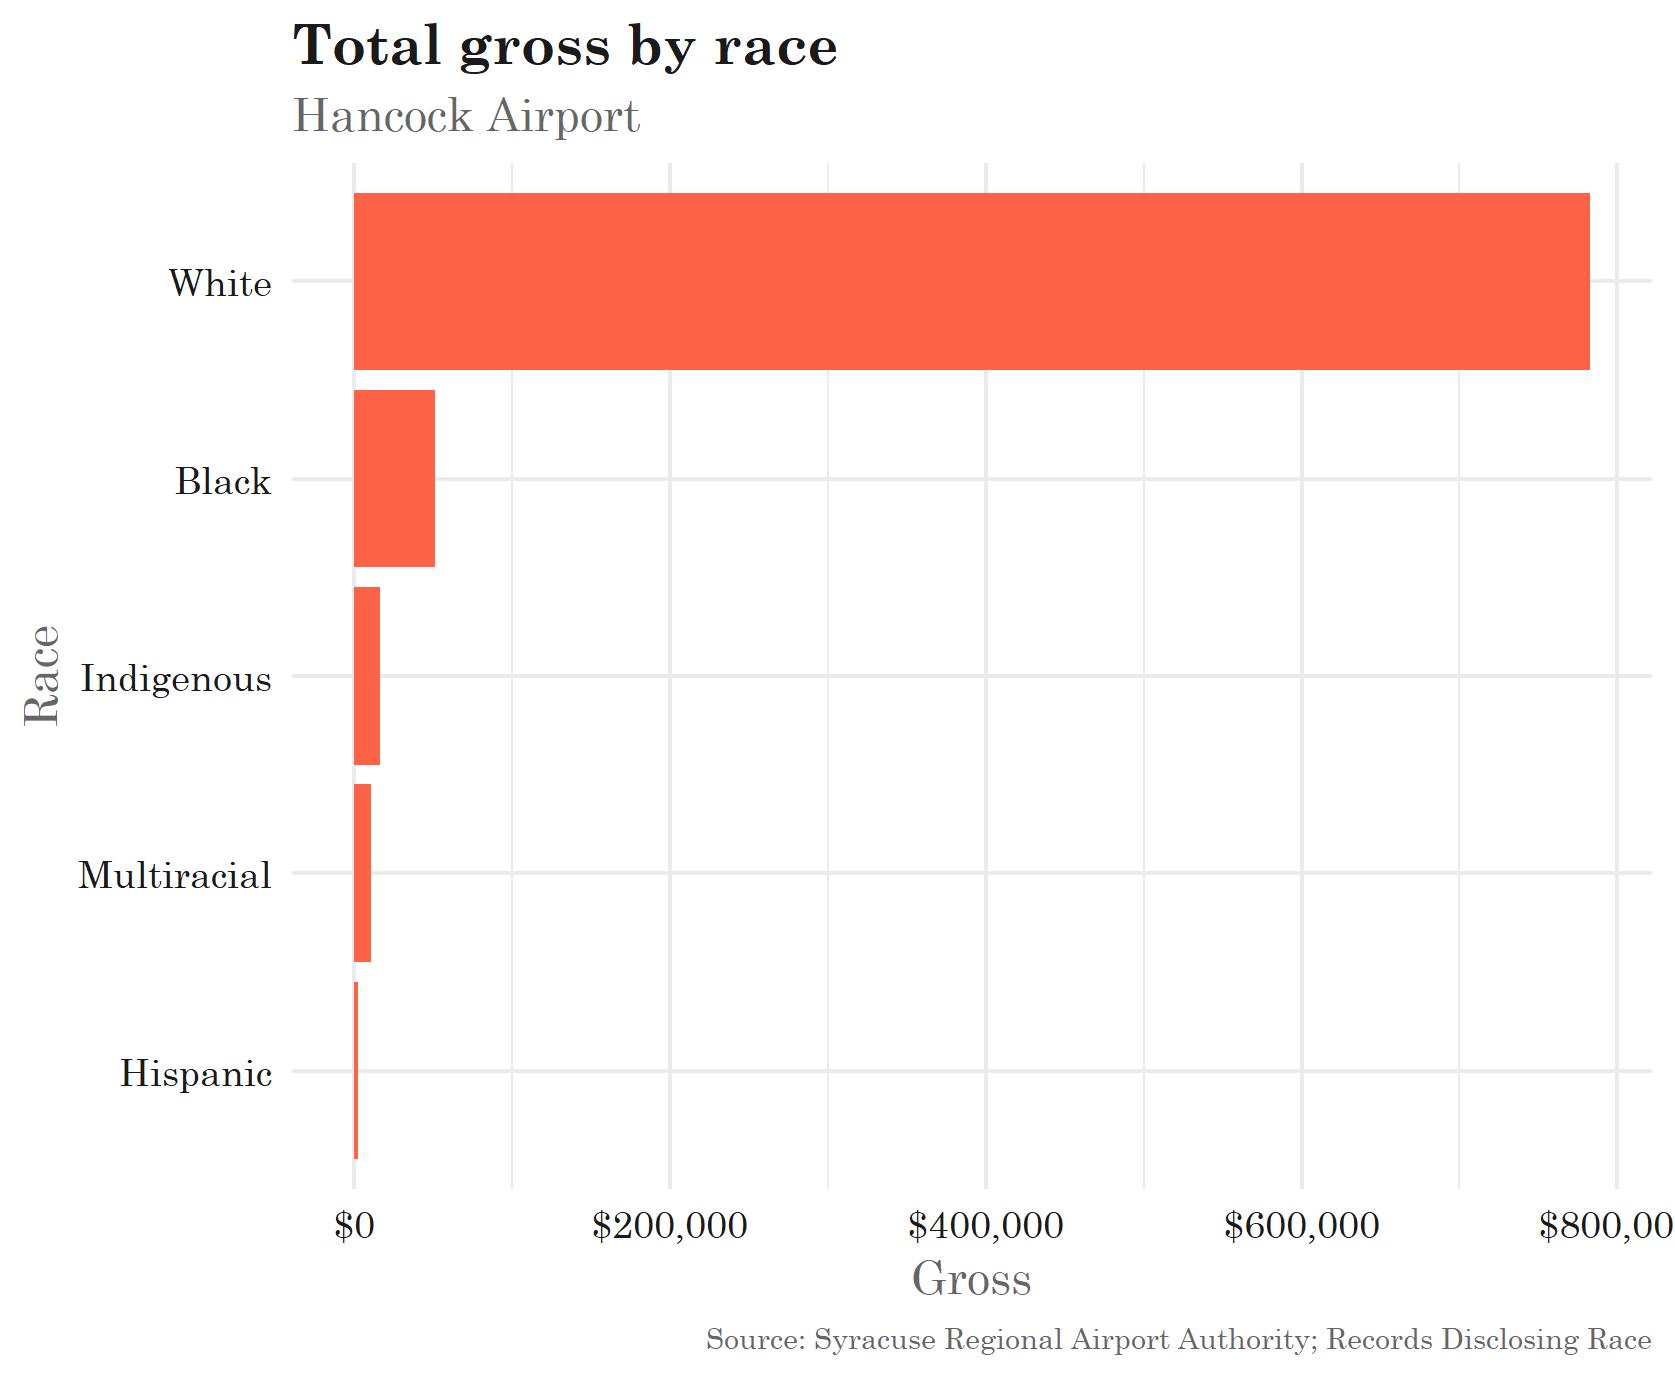 Total gross by race
Hancock Airport
White
Black
Indigenous
Multiracial
Hispanic
Race
$0 $200,000 $400,000 $600,000 $800,00
Gross
Source: Syracuse Regional Airport Authority; Records Disclosing Race